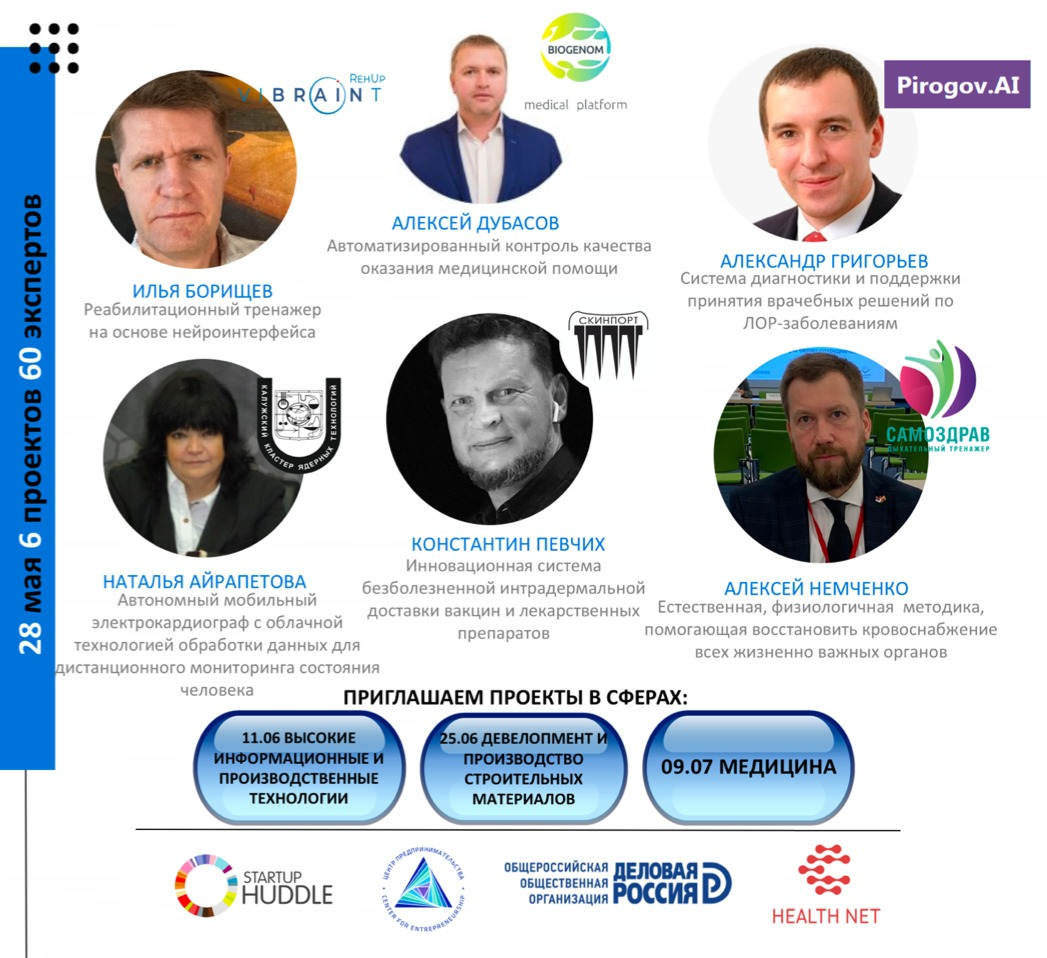 28 мая 6 проектов 60 экспертов
REHUP
VIBRAINT
ИЛЬЯ БОРИЩЕВ
Реабилитационный тренажер
на основе нейроинтерфейса
BIOGENOM
medical platform
АЛЕКСЕЙ ДУБАСОВ
Автоматизированный контроль качества
оказания медицинской помощи
Pirogov.AI
АЛЕКСАНДР ГРИГОРЬЕВ
Система диагностики и поддержки
принятия врачебных решений по
ЛОР-заболеваниям
КАЛУЖСКИЙ КЛАСТЕР ЯДЕРНЫХ ТЕХНОЛОГИЙ
НАТАЛЬЯ АЙРАПЕТОВА
Автономный мобильный
электрокардиограф с облачной
технологией обработки данных для
дистанционного мониторинга состояния
человека
СКИНПОРТ
КОНСТАНТИН ПЕВЧИХ
Инновационная система
безболезненной интрадермальной
доставки вакцин и лекарственных
препаратов
САМОЗДРАВ
ДЫХАТЕЛЬНЫЙ ТРЕНАЖЕР
АЛЕКСЕЙ НЕМЧЕНКО
Естественная, физиологичная методика,
помогающая восстановить кровоснабжение
всех жизненно важных органов
ПРИГЛАШАЕМ ПРОЕКТЫ В СФЕРАХ:
11.06 ВЫСОКИЕ
ИНФОРМАЦИОННЫЕ И
ПРОИЗВОДСТВЕННЫЕ
ТЕХНОЛОГИИ
25.06 ДЕВЕЛОПМЕНТ И
ПРОИЗВОДСТВО
СТРОИТЕЛЬНЫХ
МАТЕРИАЛОВ
09.07 МЕДИЦИНА
STARTUP
HUDDLE
ЦЕНТР ПРЕДПРИНИМАТЕЛЬСТВА
CENTER FOR ENTREPRENEURSHIP
ОБЩЕРОССИЙСКАЯ
ОБЩЕСТВЕННАЯ
ОРГАНИЗАЦИЯ
ДЕЛОВАЯ
РОССИЯ
HEALTH NET